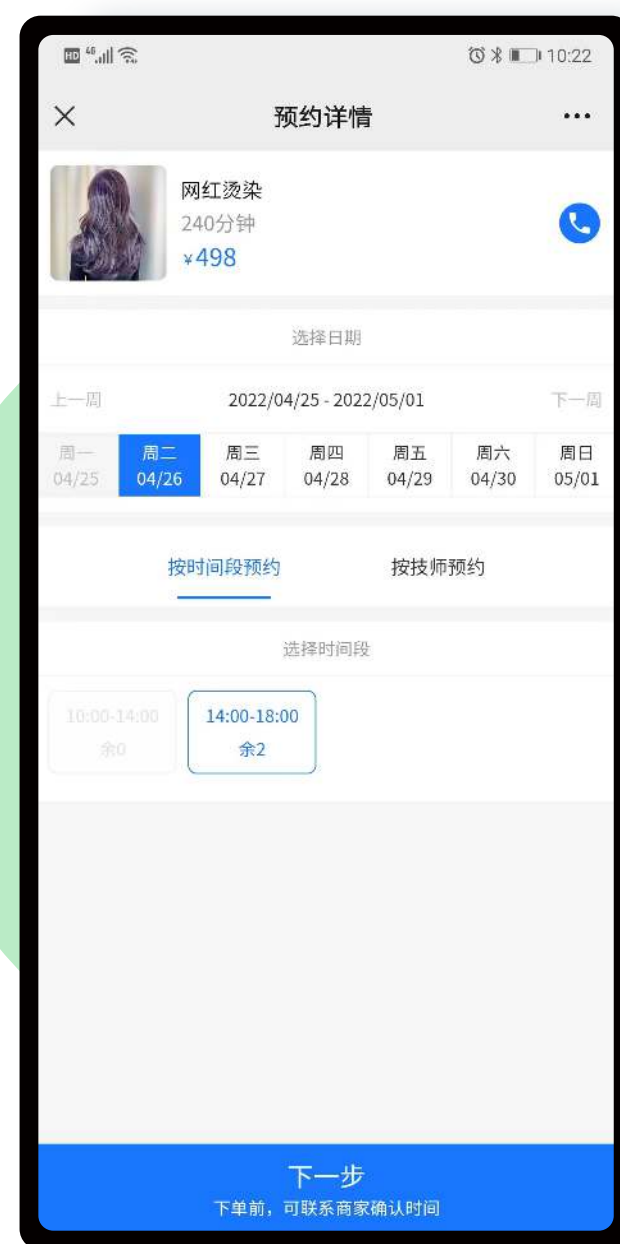 HD 46 10:22
预约详情
网红烫染
240分钟
¥498
选择日期
上一周 2022/04/25 - 2022/05/01 下一周
周一 周二 周三 周四 周五 周六 周日
04/25 04/26 04/27 04/28 04/29 04/30 05/01
按时间段预约 按技师预约
选择时间段
10:00-14:00 14:00-18:00
余0 余2
下一步
下单前，可联系商家确认时间